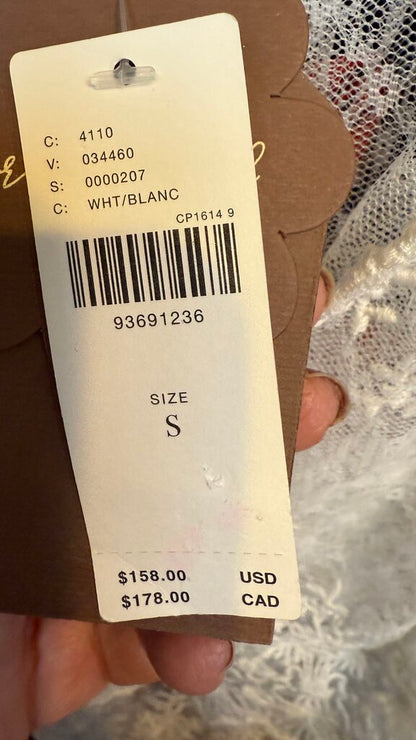 C: 4110
V: 034460
S: 0000207
C: WHT/BLANC
CP1614 9
93691236
SIZE
S
$158.00 USD
$178.00 CAD